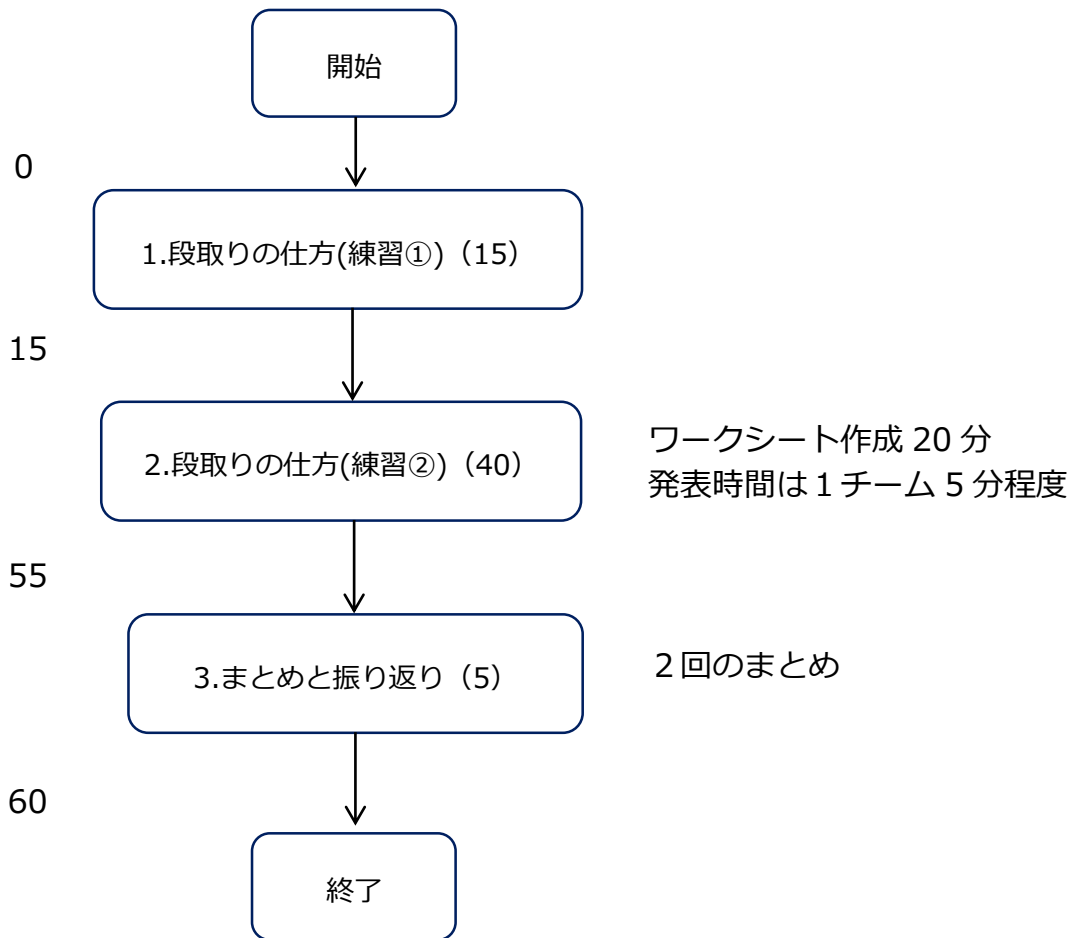 開始
0
1.段取りの仕方(練習①)（15）
15
2.段取りの仕方(練習②)（40）
ワークシート作成 20 分
発表時間は１チーム 5 分程度
55
3.まとめと振り返り（5）
２回のまとめ
60
終了